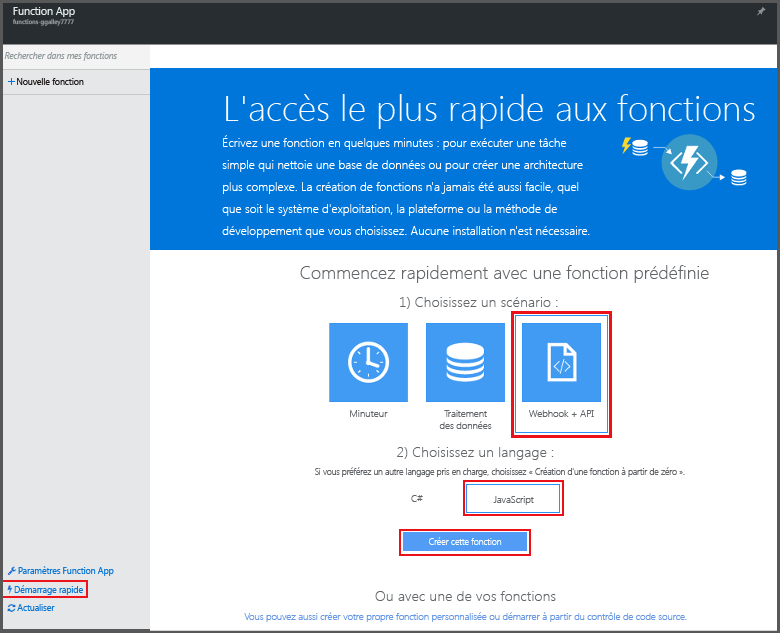 Function App
functions-ggailey7777
Rechercher dans mes fonctions
+ Nouvelle fonction
L'accès le plus rapide aux fonctions
Écrivez une fonction en quelques minutes : pour exécuter une tâche
simple qui nettoie une base de données ou pour créer une architecture
plus complexe. La création de fonctions n'a jamais été aussi facile, quel
que soit le système d'exploitation, la plateforme ou la méthode de
développement que vous choisissez. Aucune installation n'est nécessaire.
Commencez rapidement avec une fonction prédéfinie
1) Choisissez un scénario :
Minuteur
Traitement
des données
Webhook + API
2) Choisissez un langage :
Si vous préférez un autre langage pris en charge, choisissez « Création d'une fonction à partir de zéro ».
C#
JavaScript
Créer cette fonction
Paramètres Function App
Démarrage rapide
Actualiser
Ou avec une de vos fonctions
Vous pouvez aussi créer votre propre fonction personnalisée ou démarrer à partir du contrôle de code source.